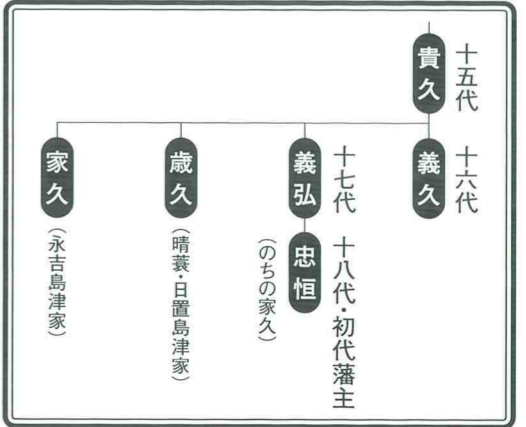 十五代
貴久
十六代
義久
十七代
義弘
十八代・初代藩主
忠恒
(のちの家久)
歳久
(晴蓑・日置島津家)
家久
(永吉島津家)